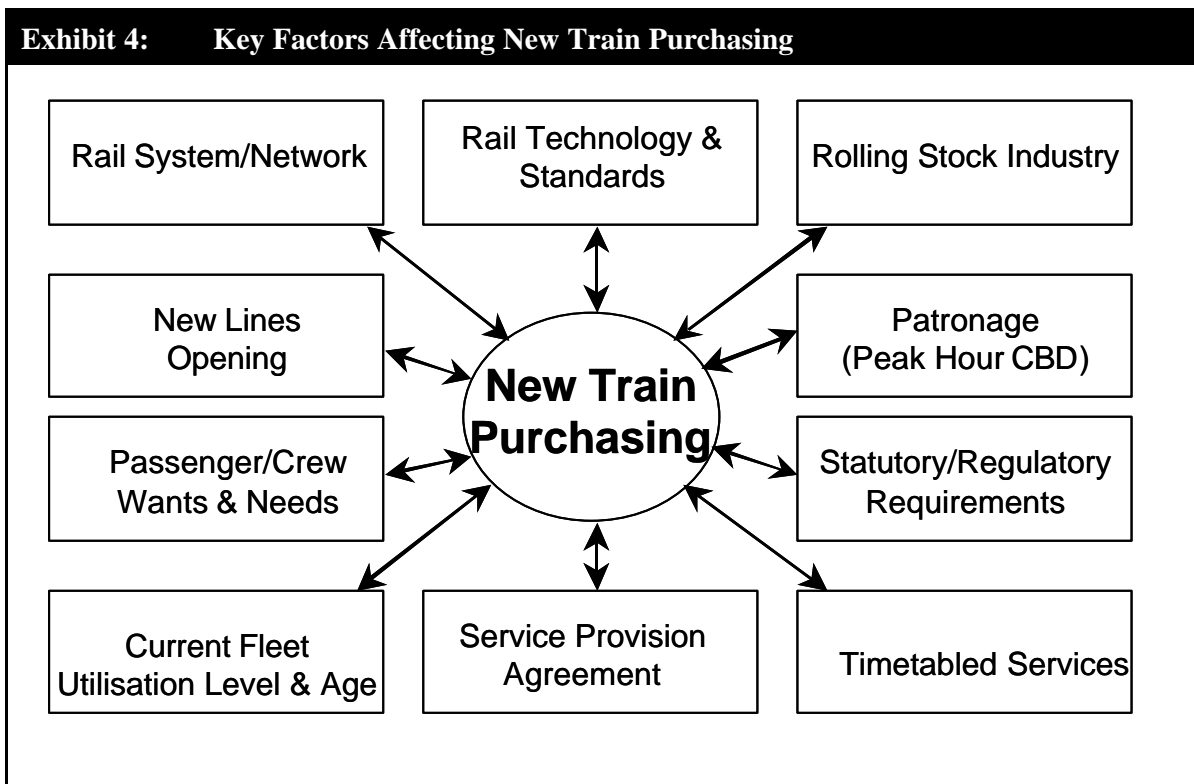 Exhibit 4: Key Factors Affecting New Train Purchasing
Rail System/Network
Rail Technology &
Standards
Rolling Stock Industry
New Lines
Opening
Patronage
(Peak Hour CBD)
New Train
Purchasing
Passenger/Crew
Wants & Needs
Statutory/Regulatory
Requirements
Current Fleet
Utilisation Level & Age
Service Provision
Agreement
Timetabled Services